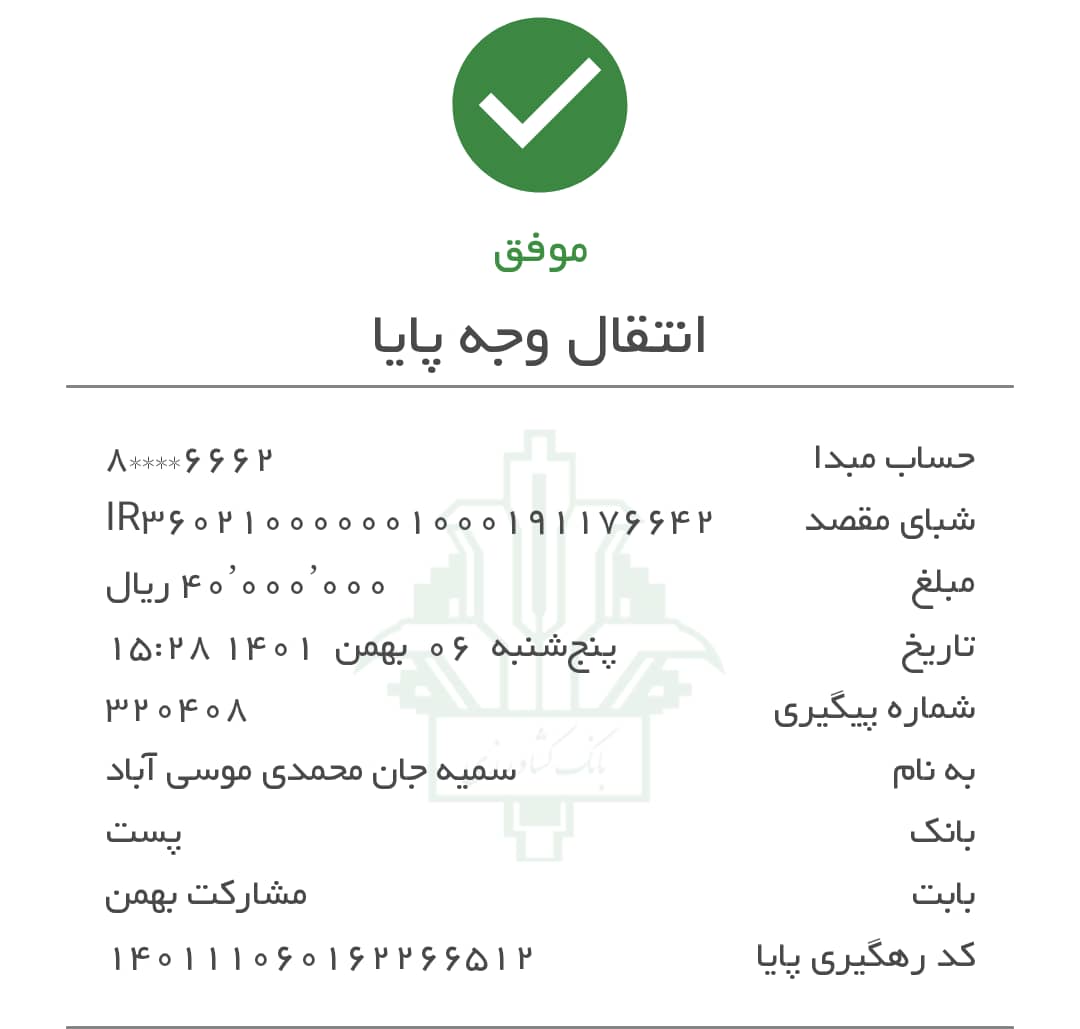 موفق
انتقال وجه پایا
حساب مبدا ۸****۶۶۶۲
شبای مقصد IR۳۶۰۲۱۰۰۰۰۰۰۱۰۰۰۱۹۱۱۷۶۶۴۲
مبلغ ۴۰٬۰۰۰٬۰۰۰ ریال
تاریخ پنج‌شنبه ۰۶ بهمن ۱۴۰۱ ۱۵:۲۸
شماره پیگیری ۳۲۰۴۰۸
به نام سمیه جان محمدی موسی آباد
بانک پست
بابت مشارکت بهمن
کد رهگیری پایا ۱۴۰۱۱۱۰۶۰۱۶۲۲۶۶۵۱۲
بانک کشاورزی